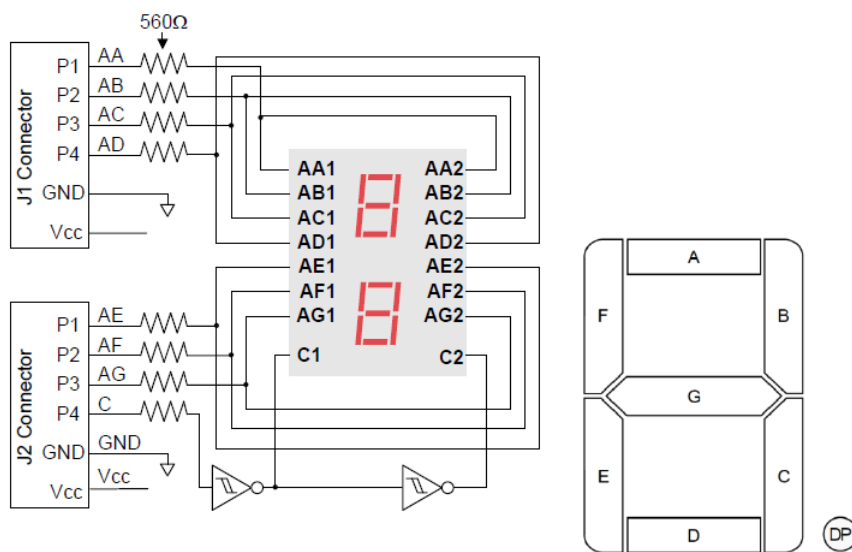 560Ω
J1 Connector
P1 AA
P2 AB
P3 AC
P4 AD
GND
Vcc
AA1 AA2
AB1 AB2
AC1 AC2
AD1 AD2
AE1 AE2
AF1 AF2
AG1 AG2
C1 C2
J2 Connector
P1 AE
P2 AF
P3 AG
P4 C
GND GND
Vcc Vcc
A
F B
G
E C
D
DP